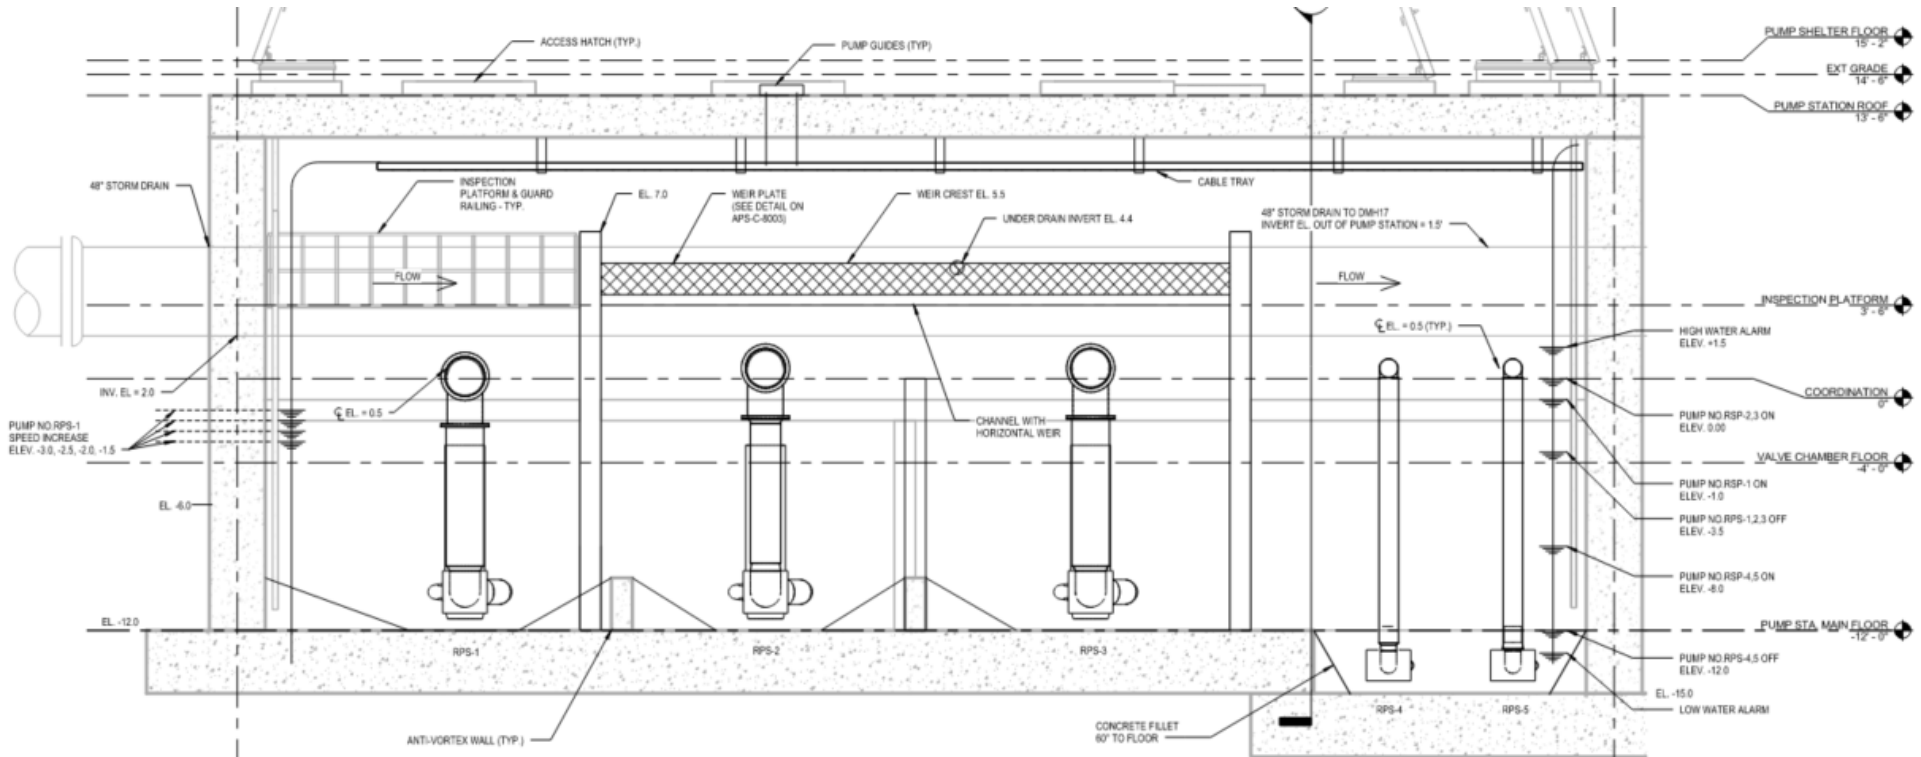 ACCESS HATCH (TYP.)
PUMP GUIDES (TYP)
PUMP SHELTER FLOOR
15' - 2"
EXT GRADE
14' - 6"
PUMP STATION ROOF
13' - 6"
48" STORM DRAIN
INSPECTION
PLATFORM & GUARD
RAILING - TYP.
EL. 7.0
WEIR PLATE
(SEE DETAIL ON
APS-C-8003)
WEIR CREST EL. 5.5
UNDER DRAIN INVERT EL. 4.4
CABLE TRAY
48" STORM DRAIN TO DMH17
INVERT EL. OUT OF PUMP STATION = 1.5'
FLOW
FLOW
INSPECTION PLATFORM
3' - 6"
HIGH WATER ALARM
ELEV. =1.5
℄ EL. = 0.5 (TYP.)
INV. EL = 2.0
COORDINATION
0"
℄ EL. = 0.5
PUMP NO.RSP-2,3 ON
ELEV. 0.00
PUMP NO.RPS-1
SPEED INCREASE
ELEV. -3.0, -2.5, -2.0, -1.5
CHANNEL WITH
HORIZONTAL WEIR
VALVE CHAMBER FLOOR
-4' - 0"
PUMP NO.RSP-1 ON
ELEV. -1.0
EL. -6.0
PUMP NO.RPS-1,2,3 OFF
ELEV. -3.5
PUMP NO.RSP-4,5 ON
ELEV. -8.0
EL. -12.0
PUMP STA. MAIN FLOOR
-12' - 0"
RPS-1
RPS-2
RPS-3
PUMP NO.RPS-4,5 OFF
ELEV. -12.0
EL. -15.0
RPS-4
RPS-5
LOW WATER ALARM
ANTI-VORTEX WALL (TYP.)
CONCRETE FILLET
60° TO FLOOR